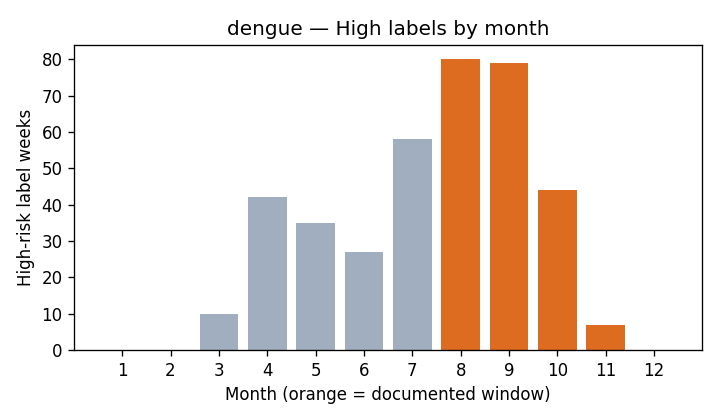 dengue — High labels by month
High-risk label weeks
80
70
60
50
40
30
20
10
0
1 2 3 4 5 6 7 8 9 10 11 12
Month (orange = documented window)